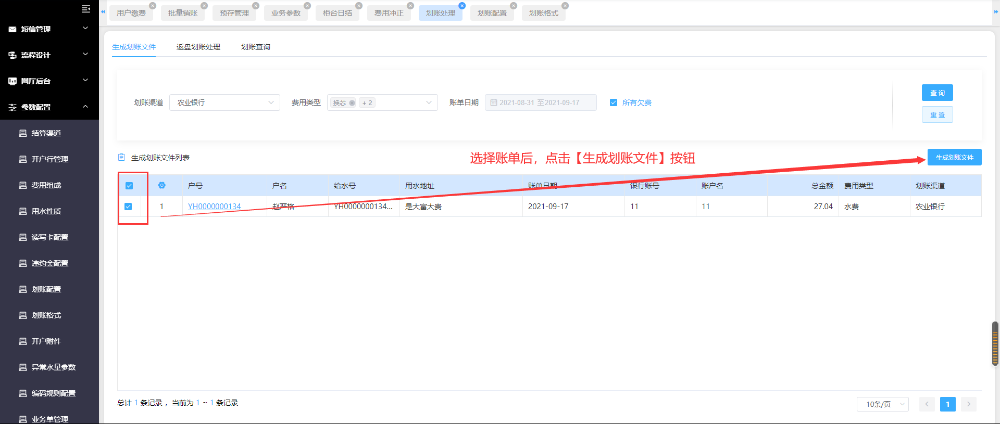 用户缴费
批量销账
预存管理
业务参数
柜台日结
费用冲正
划账处理
划账配置
划账格式
短信管理
流程设计
网厅后台
参数配置
结算渠道
开户行管理
费用组成
用水性质
读写卡配置
违约金配置
划账配置
划账格式
开户附件
异常水量参数
编码规则配置
业务单管理
生成划账文件
返盘划账处理
划账查询
划账渠道
农业银行
费用类型
换芯
+ 2
账单日期
2021-08-31 至2021-09-17
所有欠费
查 询
重 置
生成划账文件列表
选择账单后，点击【生成划账文件】按钮
生成划账文件
户号 户名 给水号 用水地址 账单日期 银行账号 账户名 总金额 费用类型 划账渠道
1 YH0000000134 赵严格 YH0000000134... 是大富大贵 2021-09-17 11 11 27.04 水费 农业银行
总计 1 条记录 ，当前为 1 ~ 1 条记录
10条/页
1